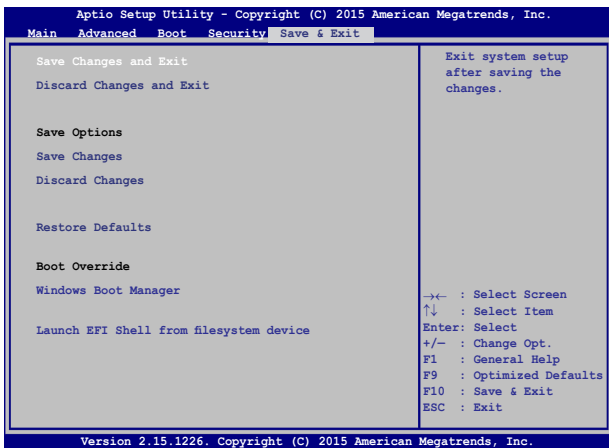 Aptio Setup Utility - Copyright (C) 2015 American Megatrends, Inc.
Main Advanced Boot Security Save & Exit
Save Changes and Exit
Discard Changes and Exit
Save Options
Save Changes
Discard Changes
Restore Defaults
Boot Override
Windows Boot Manager
Launch EFI Shell from filesystem device
Exit system setup
after saving the
changes.
→← : Select Screen
↑↓ : Select Item
Enter: Select
+/— : Change Opt.
F1 : General Help
F9 : Optimized Defaults
F10 : Save & Exit
ESC : Exit
Version 2.15.1226. Copyright (C) 2015 American Megatrends, Inc.